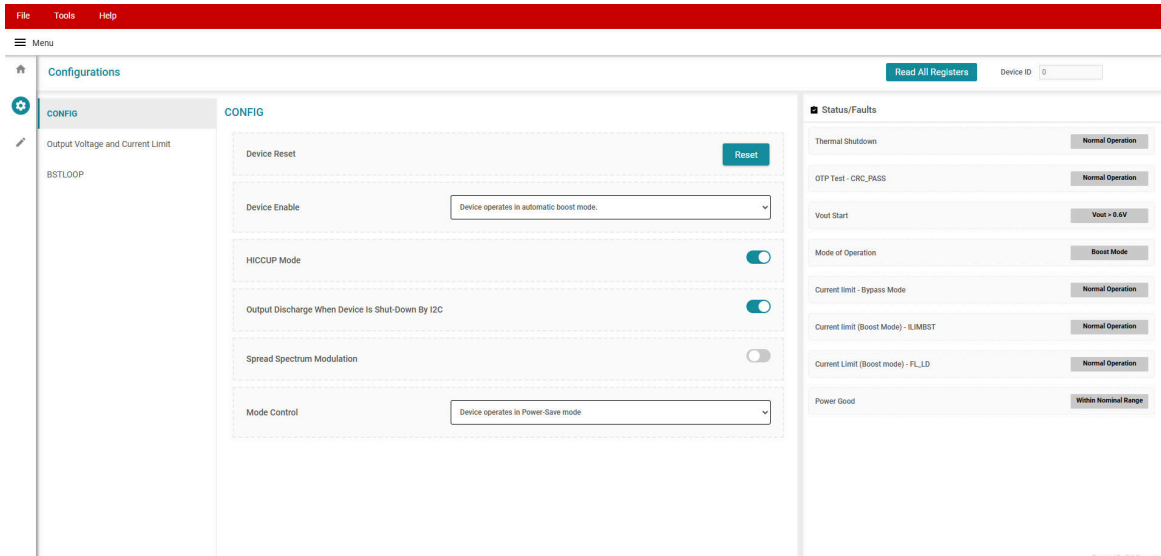 File Tools Help
Menu
Configurations
Read All Registers
Device ID 0
CONFIG
Output Voltage and Current Limit
BSTLOOP
CONFIG
Device Reset Reset
Device Enable Device operates in automatic boost mode.
HICCUP Mode
Output Discharge When Device Is Shut-Down By I2C
Spread Spectrum Modulation
Mode Control Device operates in Power-Save mode
Status/Faults
Thermal Shutdown Normal Operation
OTP Test - CRC_PASS Normal Operation
Vout Start Vout > 0.6V
Mode of Operation Boost Mode
Current limit - Bypass Mode Normal Operation
Current limit (Boost Mode) - ILIMBST Normal Operation
Current Limit (Boost mode) - FL_LD Normal Operation
Power Good Within Nominal Range